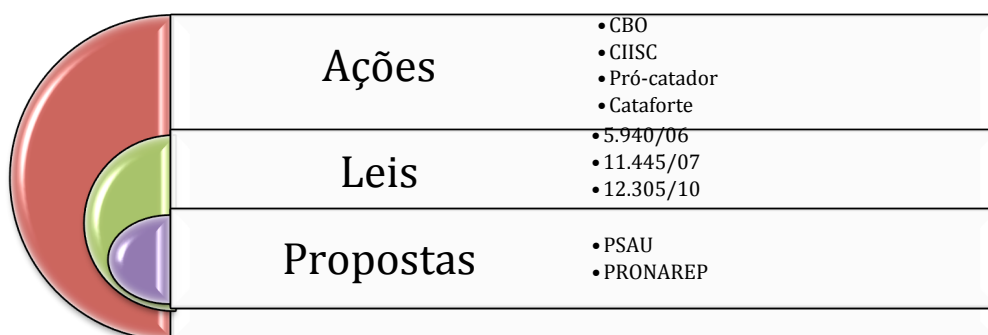 Ações
• CBO
• CIISC
• Pró-catador
• Cataforte
Leis
• 5.940/06
• 11.445/07
• 12.305/10
Propostas
• PSAU
• PRONAREP